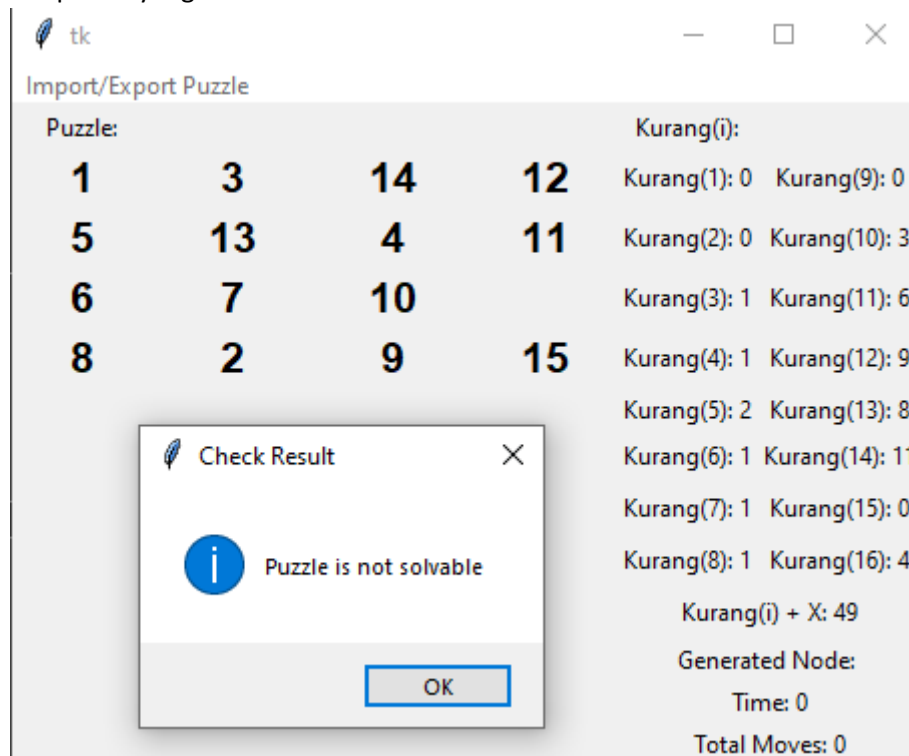 tk
Import/Export Puzzle
Puzzle: Kurang(i):
1 3 14 12 Kurang(1): 0 Kurang(9): 0
5 13 4 11 Kurang(2): 0 Kurang(10): 3
6 7 10 Kurang(3): 1 Kurang(11): 6
8 2 9 15 Kurang(4): 1 Kurang(12): 9
Kurang(5): 2 Kurang(13): 8
Check Result
Kurang(6): 1 Kurang(14): 11
Kurang(7): 1 Kurang(15): 0
Puzzle is not solvable
Kurang(8): 1 Kurang(16): 4
Kurang(i) + X: 49
Generated Node:
OK
Time: 0
Total Moves: 0